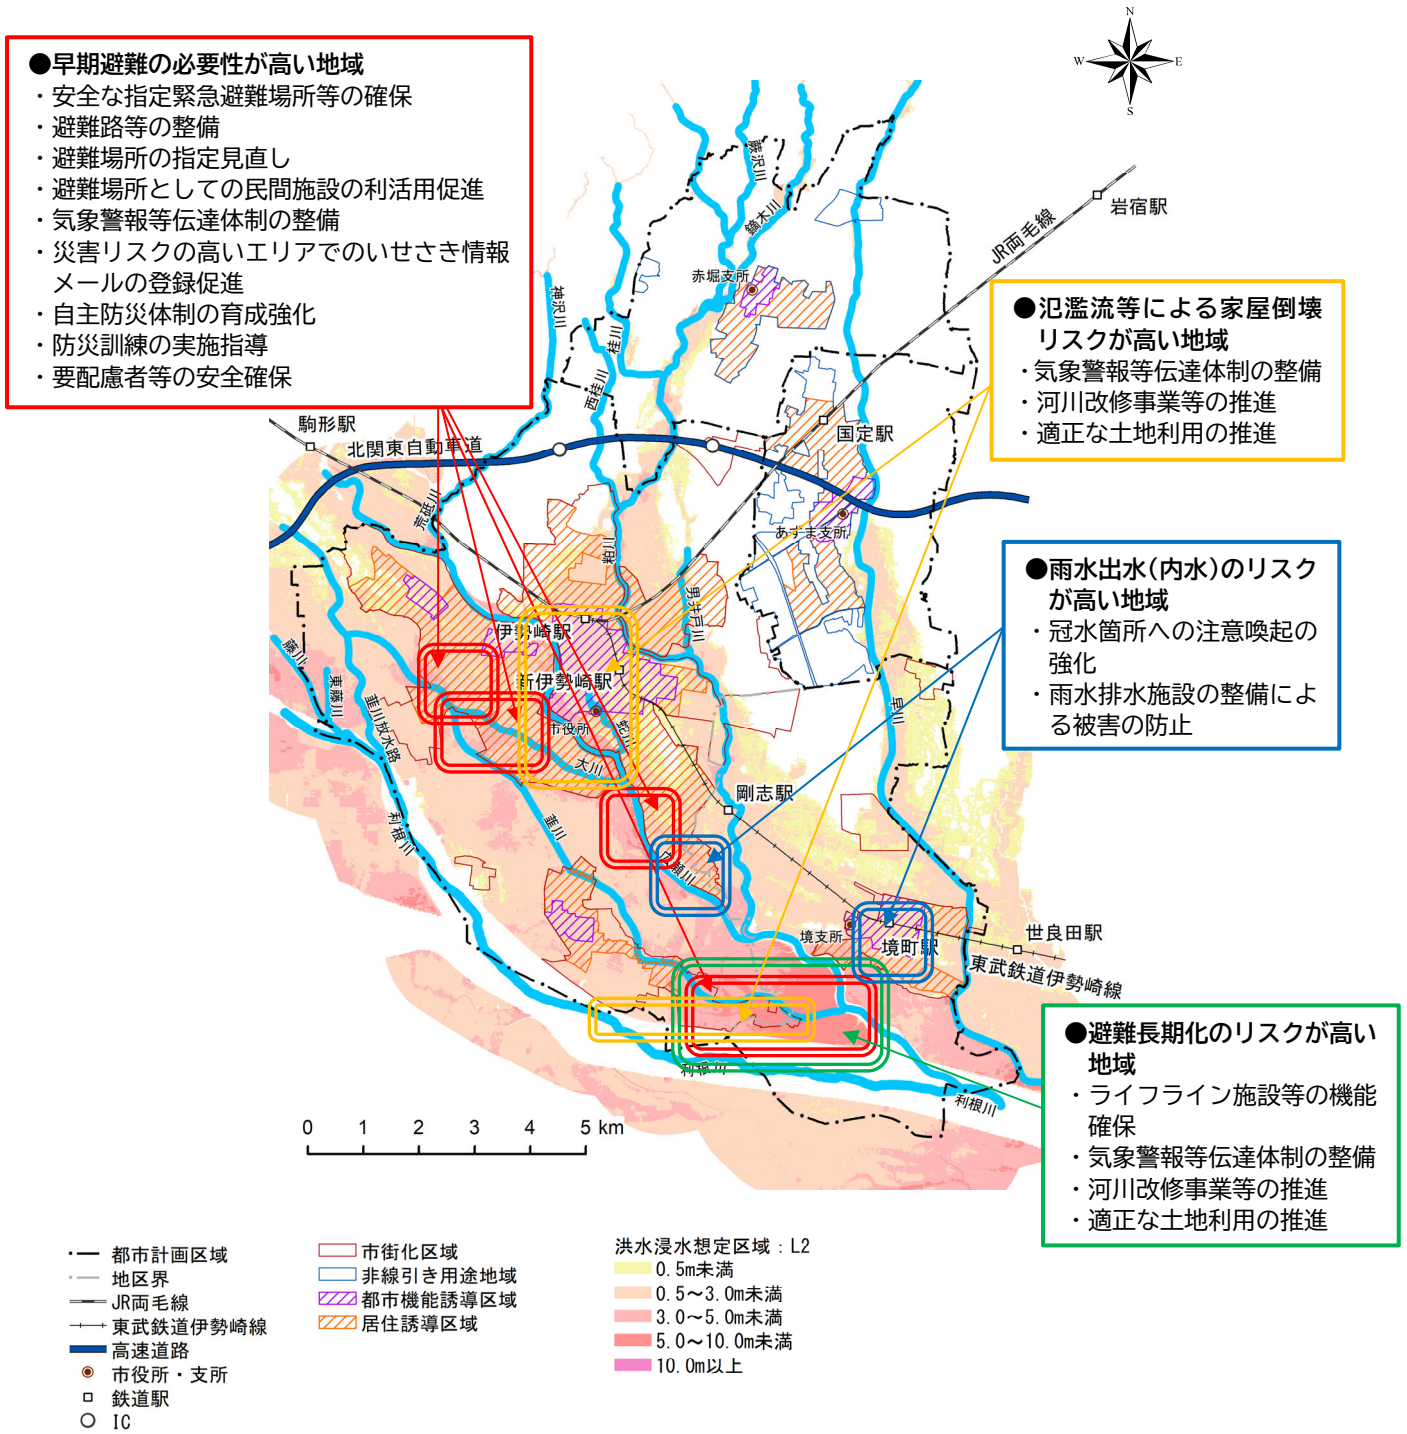 N
W
E
S
●早期避難の必要性が高い地域
・安全な指定緊急避難場所等の確保
・避難路等の整備
・避難場所の指定見直し
・避難場所としての民間施設の利活用促進
・気象警報等伝達体制の整備
・災害リスクの高いエリアでのいせさき情報
メールの登録促進
・自主防災体制の育成強化
・防災訓練の実施指導
・要配慮者等の安全確保
●氾濫流等による家屋倒壊
リスクが高い地域
・気象警報等伝達体制の整備
・河川改修事業等の推進
・適正な土地利用の推進
●雨水出水(内水)のリスク
が高い地域
・冠水箇所への注意喚起の
強化
・雨水排水施設の整備によ
る被害の防止
●避難長期化のリスクが高い
地域
・ライフライン施設等の機能
確保
・気象警報等伝達体制の整備
・河川改修事業等の推進
・適正な土地利用の推進
蕨沢川
鏑木川
岩宿駅
JR両毛線
赤堀支所
神沢川
桂川
西桂川
駒形駅
北関東自動車道
国定駅
荒砥川
粕川
あずま支所
男井戸川
伊勢崎駅
新伊勢崎駅
藤川
東藤川
韮川放水路
市役所
蛇川
大川
早川
利根川
韮川
剛志駅
広瀬川
境支所
境町駅
世良田駅
東武鉄道伊勢崎線
利根川
利根川
0 1 2 3 4 5 km
都市計画区域
地区界
JR両毛線
東武鉄道伊勢崎線
高速道路
市役所・支所
鉄道駅
IC
市街化区域
非線引き用途地域
都市機能誘導区域
居住誘導区域
洪水浸水想定区域：L2
0.5m未満
0.5～3.0m未満
3.0～5.0m未満
5.0～10.0m未満
10.0m以上